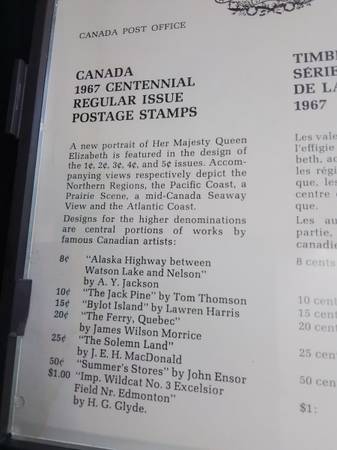 CANADA POST OFFICE
CANADA
1967 CENTENNIAL
REGULAR ISSUE
POSTAGE STAMPS
A new portrait of Her Majesty Queen
Elizabeth is featured in the design of
the 1¢, 2¢, 3¢, 4¢, and 5¢ issues. Accom-
panying views respectively depict the
Northern Regions, the Pacific Coast, a
Prairie Scene, a mid-Canada Seaway
View and the Atlantic Coast.
Designs for the higher denominations
are central portions of works by
famous Canadian artists:
8¢ "Alaska Highway between
Watson Lake and Nelson"
by A. Y. Jackson
10¢ "The Jack Pine" by Tom Thomson
15¢ "Bylot Island" by Lawren Harris
20¢ "The Ferry, Quebec"
by James Wilson Morrice
25¢ "The Solemn Land"
by J. E. H. MacDonald
50¢ "Summer's Stores" by John Ensor
$1.00 "Imp. Wildcat No. 3 Excelsior
Field Nr. Edmonton"
by H. G. Glyde.
TIMB
SÉRIE
DE LA
1967
Les vale
l'effigie
beth, ac
les régi
que, les
centre
que.
Les au
partie,
canadie
8 cents
10 cent
15 cent
20 cent
25 cent
50 cent
$1: